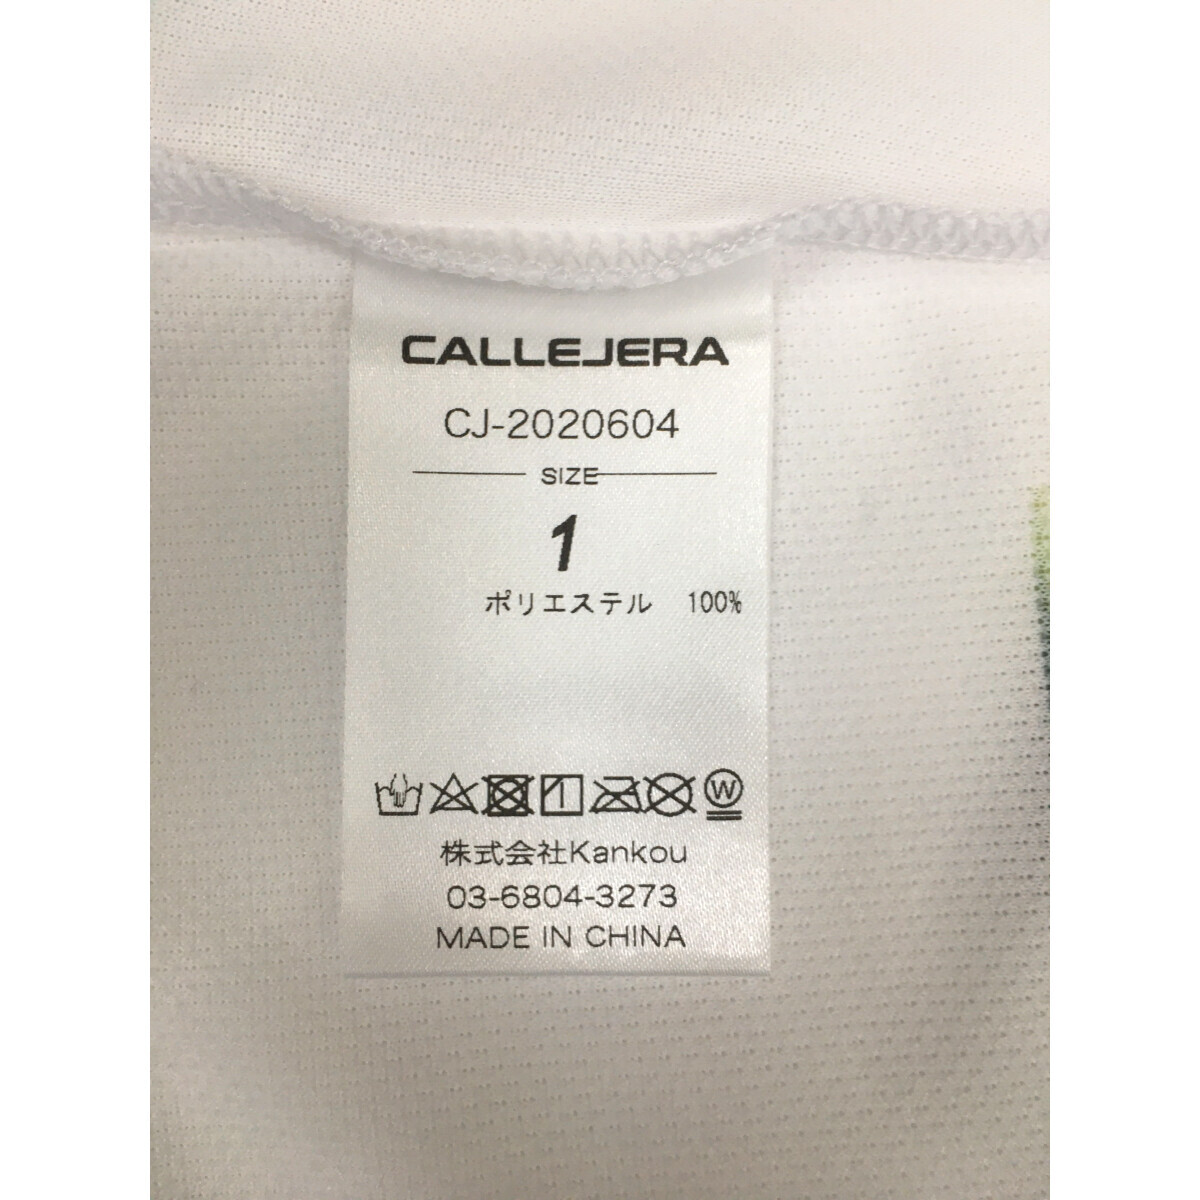 CALLEJERA
CJ-2020604
SIZE
1
ポリエステル 100%
W
株式会社Kankou
03-6804-3273
MADE IN CHINA